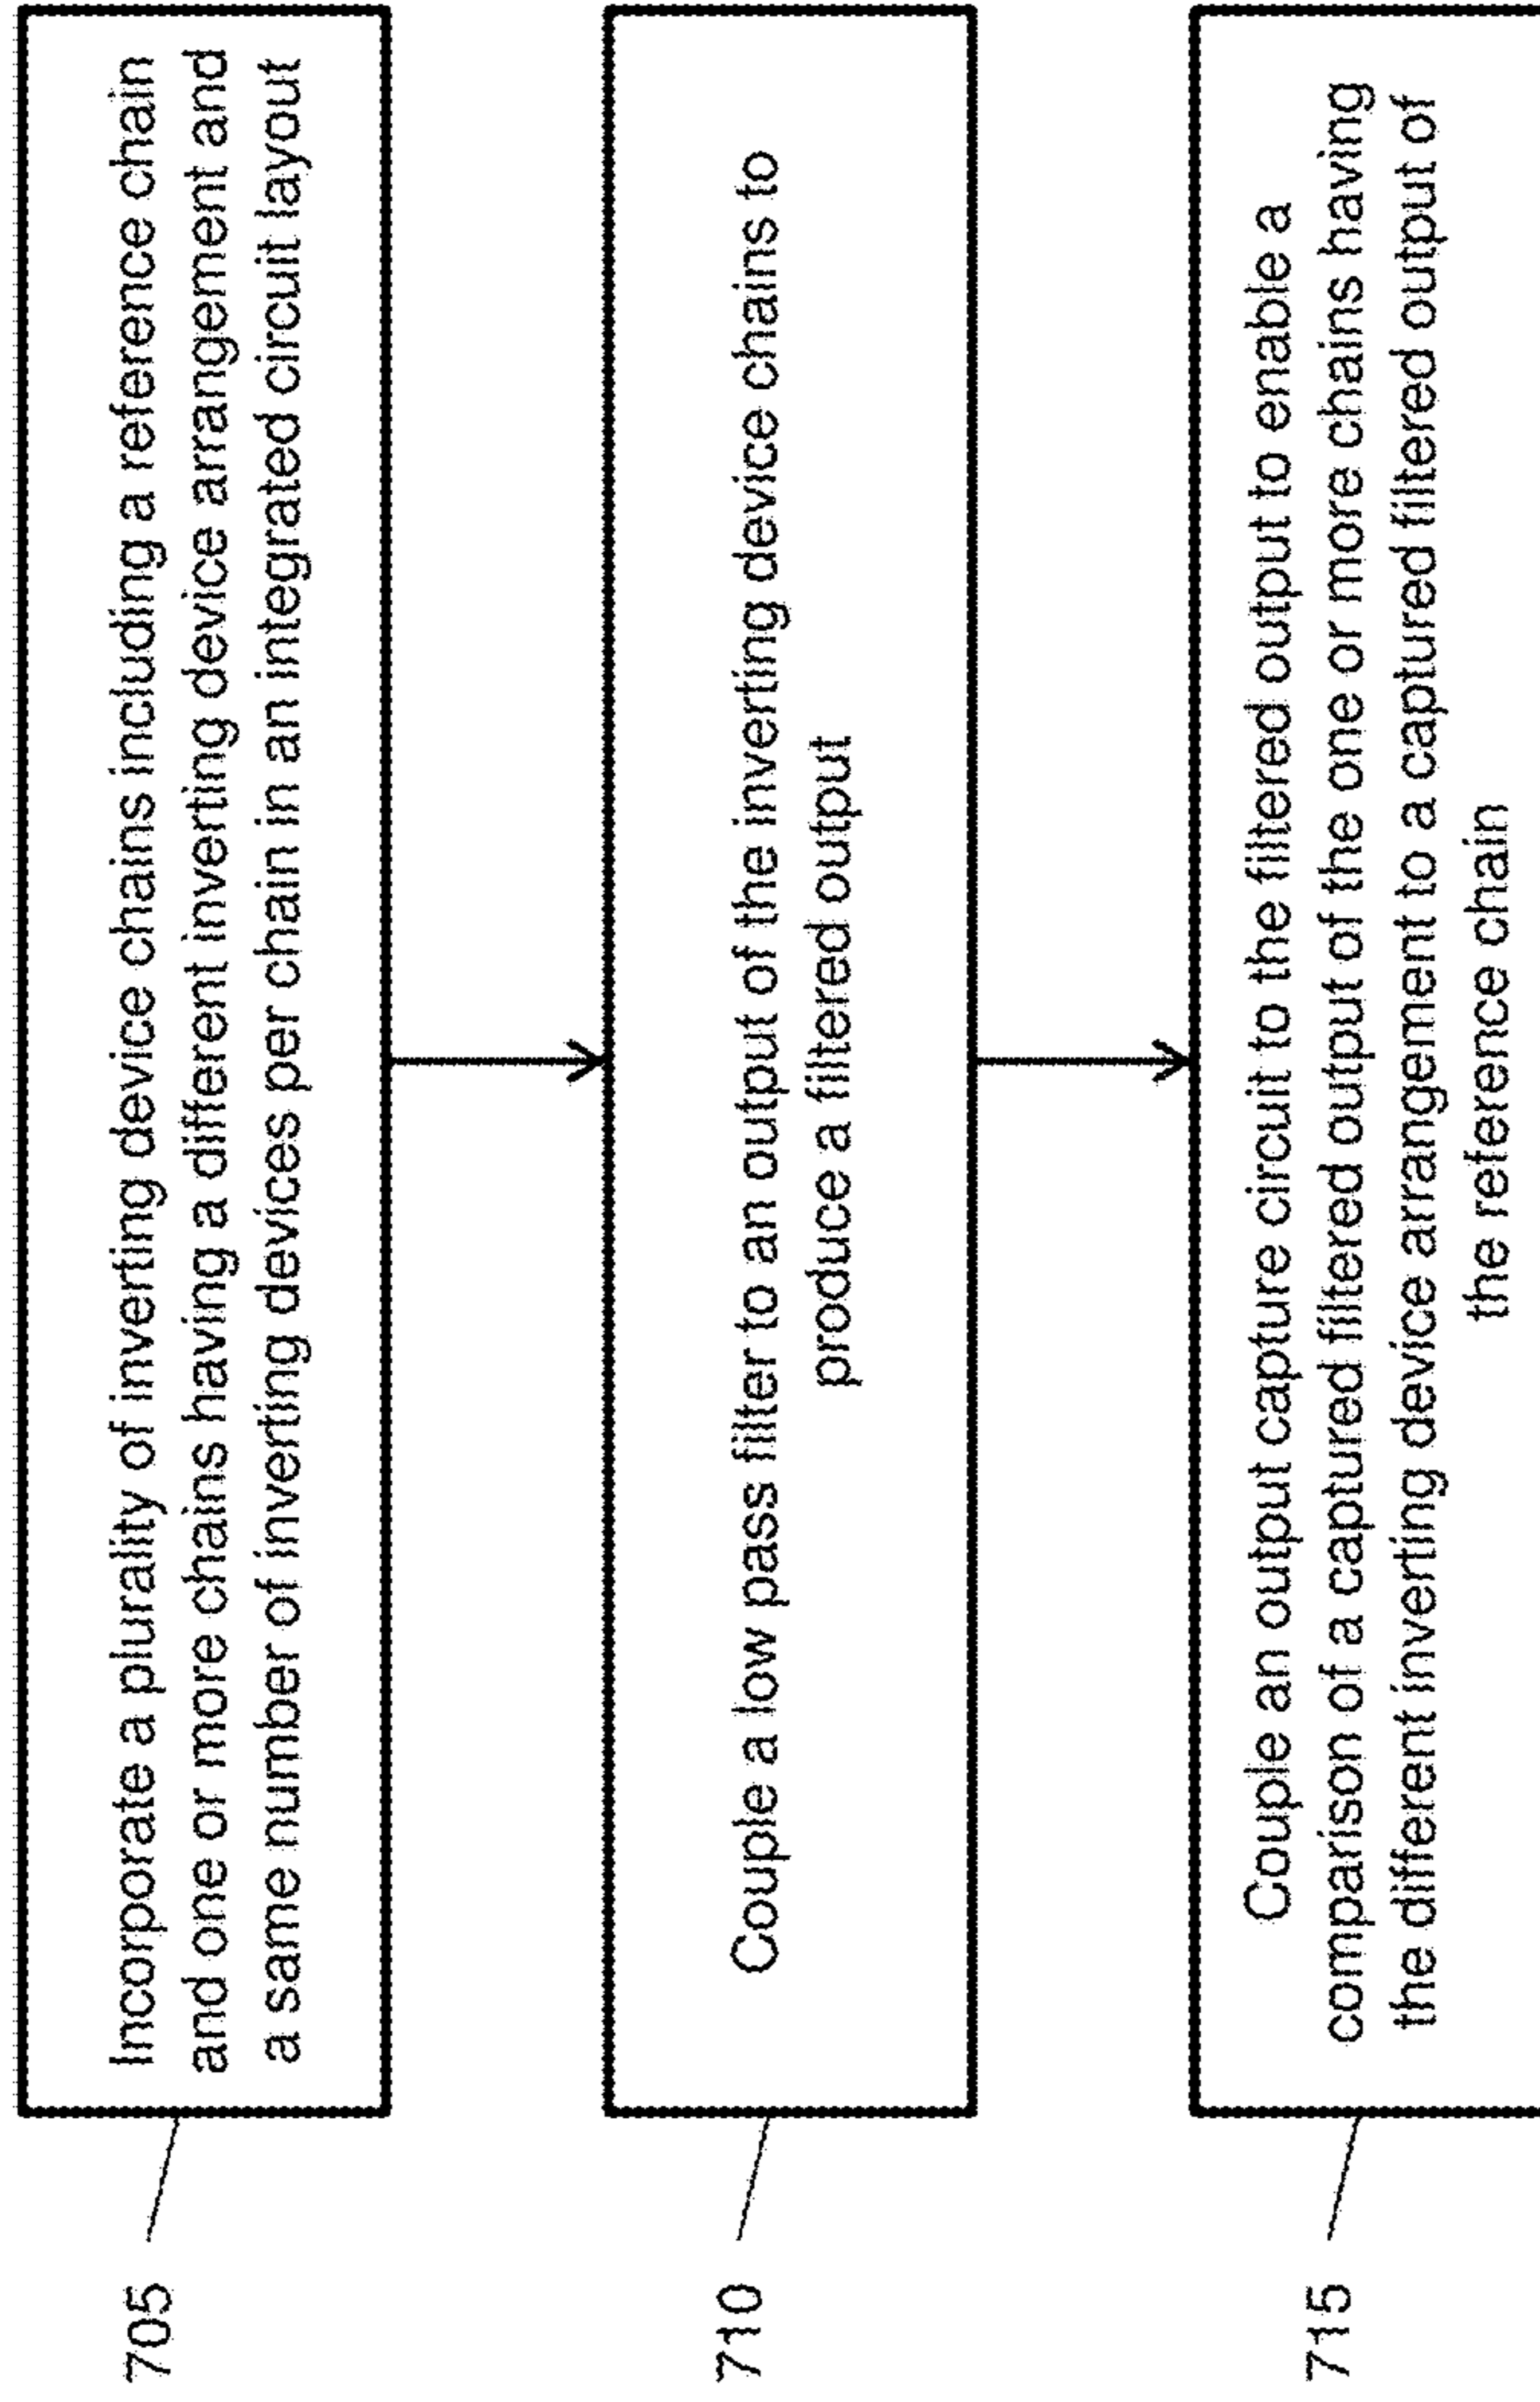 705
Incorporate a plurality of inverting device chains including a reference chain
and one or more chains having a different inverting device arrangement and
a same number of inverting devices per chain in an integrated circuit layout
710
Couple a low pass filter to an output of the inverting device chains to
produce a filtered output
715
Couple an output capture circuit to the filtered output to enable a
comparison of a captured filtered output of the one or more chains having
the different inverting device arrangement to a captured filtered output of
the reference chain